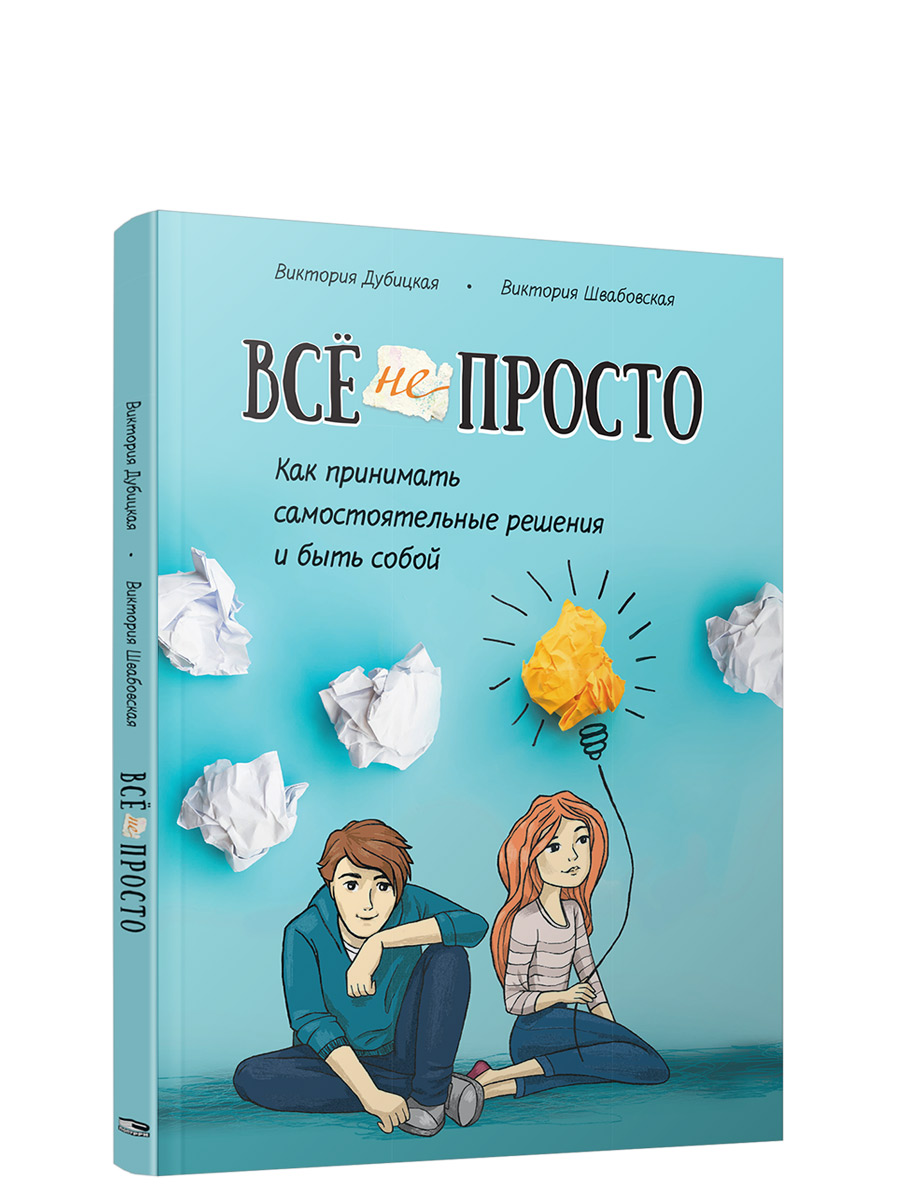 Виктория Дубицкая • Виктория Швабовская
ВСЁ не ПРОСТО
Как принимать
самостоятельные решения
и быть собой
Виктория Дубицкая • Виктория Швабовская ВСЁ не ПРОСТО